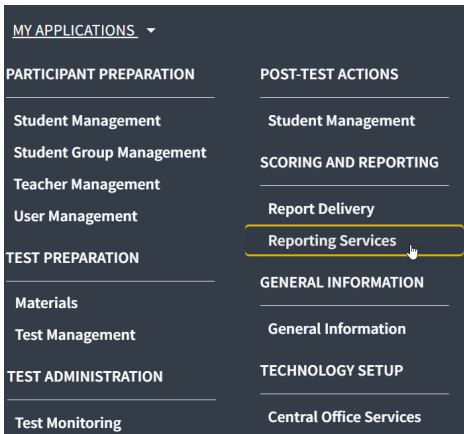 MY APPLICATIONS
PARTICIPANT PREPARATION
Student Management
Student Group Management
Teacher Management
User Management
TEST PREPARATION
Materials
Test Management
TEST ADMINISTRATION
Test Monitoring
POST-TEST ACTIONS
Student Management
SCORING AND REPORTING
Report Delivery
Reporting Services
GENERAL INFORMATION
General Information
TECHNOLOGY SETUP
Central Office Services